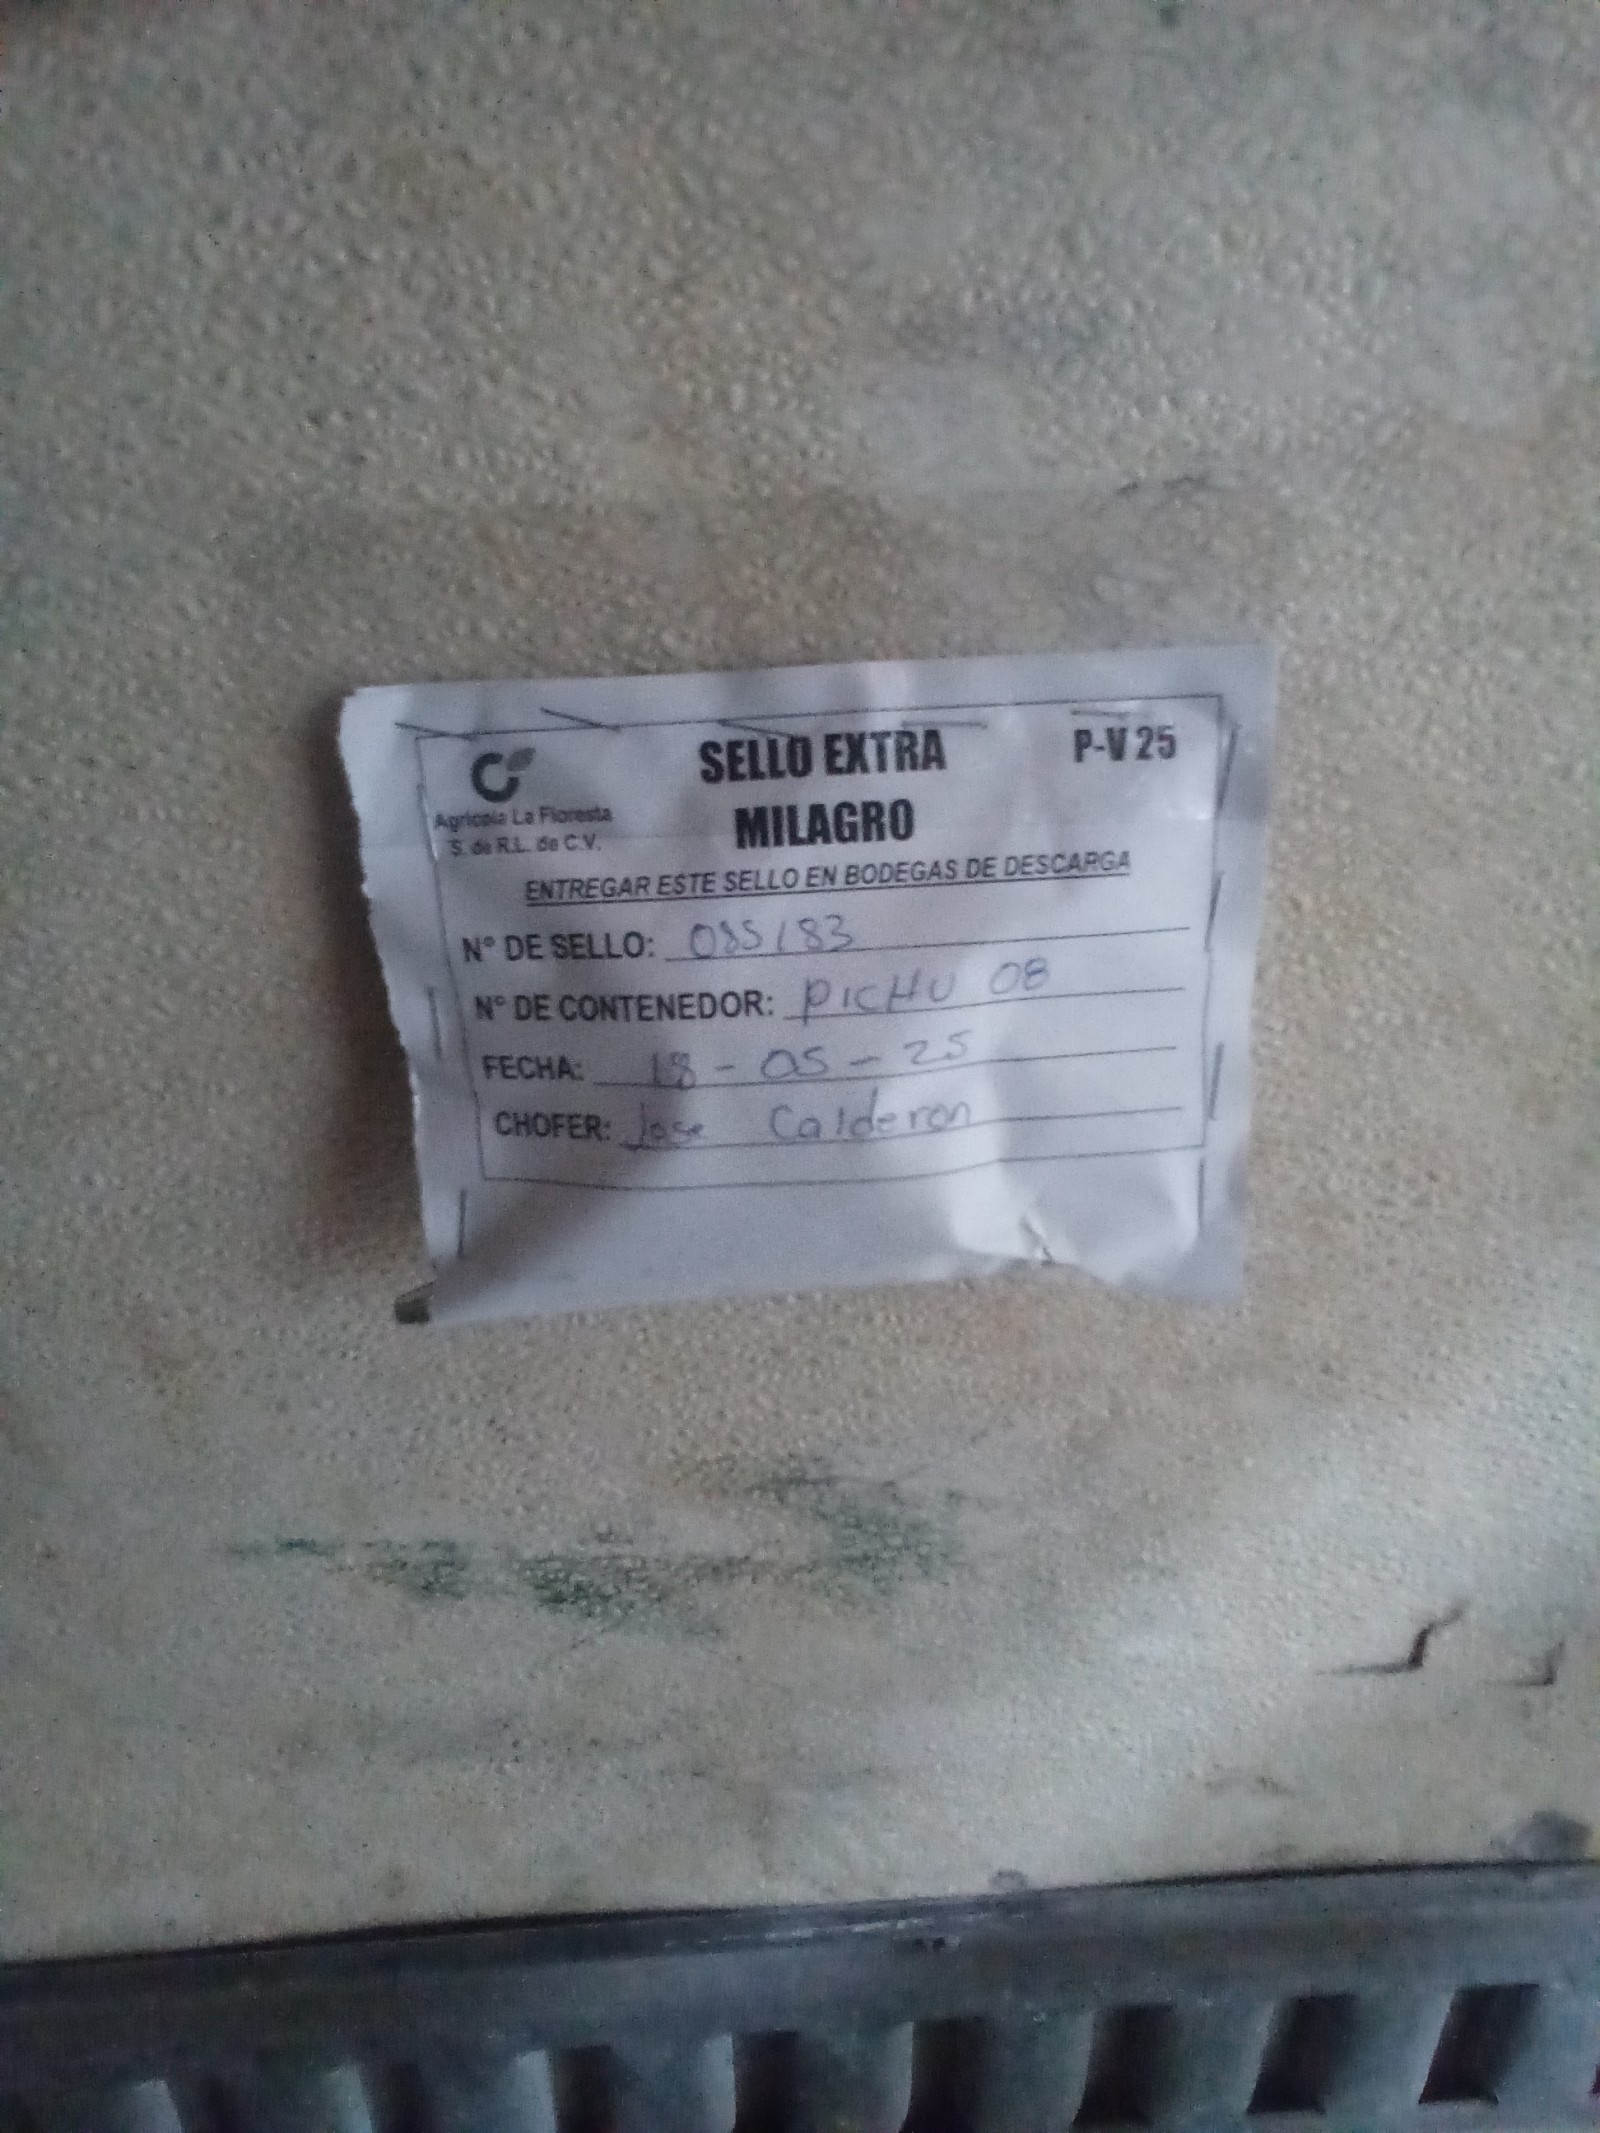 SELLO EXTRA
MILAGRO
P-V 25
Agrícola La Floresta
S. de R.L. de C.V.
ENTREGAR ESTE SELLO EN BODEGAS DE DESCARGA
N° DE SELLO: 085183
N° DE CONTENEDOR: PICHU 08
FECHA: 18-05-25
CHOFER: Jose Calderon